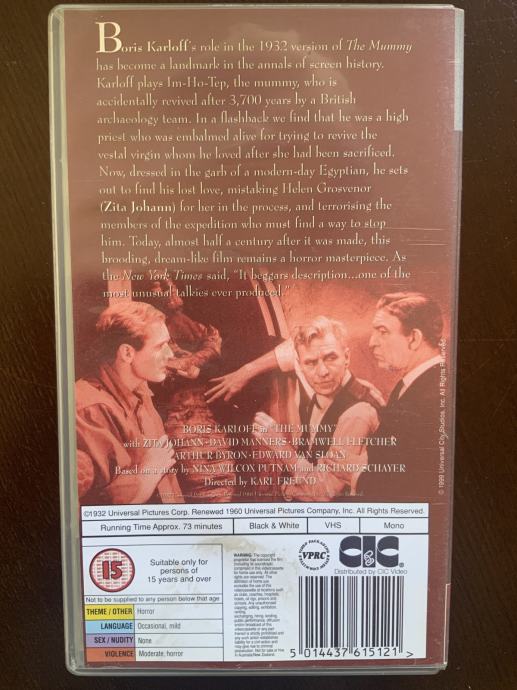 Boris Karloff's role in the 1932 version of The Mummy
has become a landmark in the annals of screen history.
Karloff plays Im-Ho-Tep, the mummy, who is
accidentally revived after 3,700 years by a British
archaeology team. In a flashback we find that he was a high
priest who was embalmed alive for trying to revive the
vestal virgin whom he loved after she had been sacrificed.
Now, dressed in the garb of a modern-day Egyptian, he sets
out to find his lost love, mistaking Helen Grosvenor
(Zita Johann) for her in the process, and terrorising the
members of the expedition who must find a way to stop
him. Today, almost half a century after it was made, this
brooding, dream-like film remains a horror masterpiece. As
the New York Times said, "It beggars description...one of the
most unusual talkies ever produced."
BORIS KARLOFF in "THE MUMMY"
with ZITA JOHANN · DAVID MANNERS · BRAMWELL FLETCHER
ARTHUR BYRON · EDWARD VAN SLOAN
Based on a story by NINA WILCOX PUTNAM and RICHARD SCHAYER
Directed by KARL FREUND
© 1999 Universal City Studios, Inc. All Rights Reserved.
©1932 Universal Pictures Corp. Renewed 1960 Universal Pictures Company, Inc. All Rights Reserved.
Running Time Approx. 73 minutes
Black & White
VHS
Mono
15
Suitable only for
persons of
15 years and over
Not to be supplied to any person below that age
THEME / OTHER Horror
LANGUAGE Occasional, mild
SEX / NUDITY None
VIOLENCE Moderate, horror
WARNING: The copyright
VPRC
CIC
Distributed by CIC Video
5 014437 615121 >